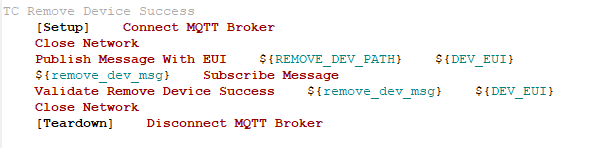 TC Remove Device Success
[Setup] Connect MQTT Broker
Close Network
Publish Message With EUI ${REMOVE_DEV_PATH} ${DEV_EUI}
${remove_dev_msg} Subscribe Message
Validate Remove Device Success ${remove_dev_msg} ${DEV_EUI}
Close Network
[Teardown] Disconnect MQTT Broker